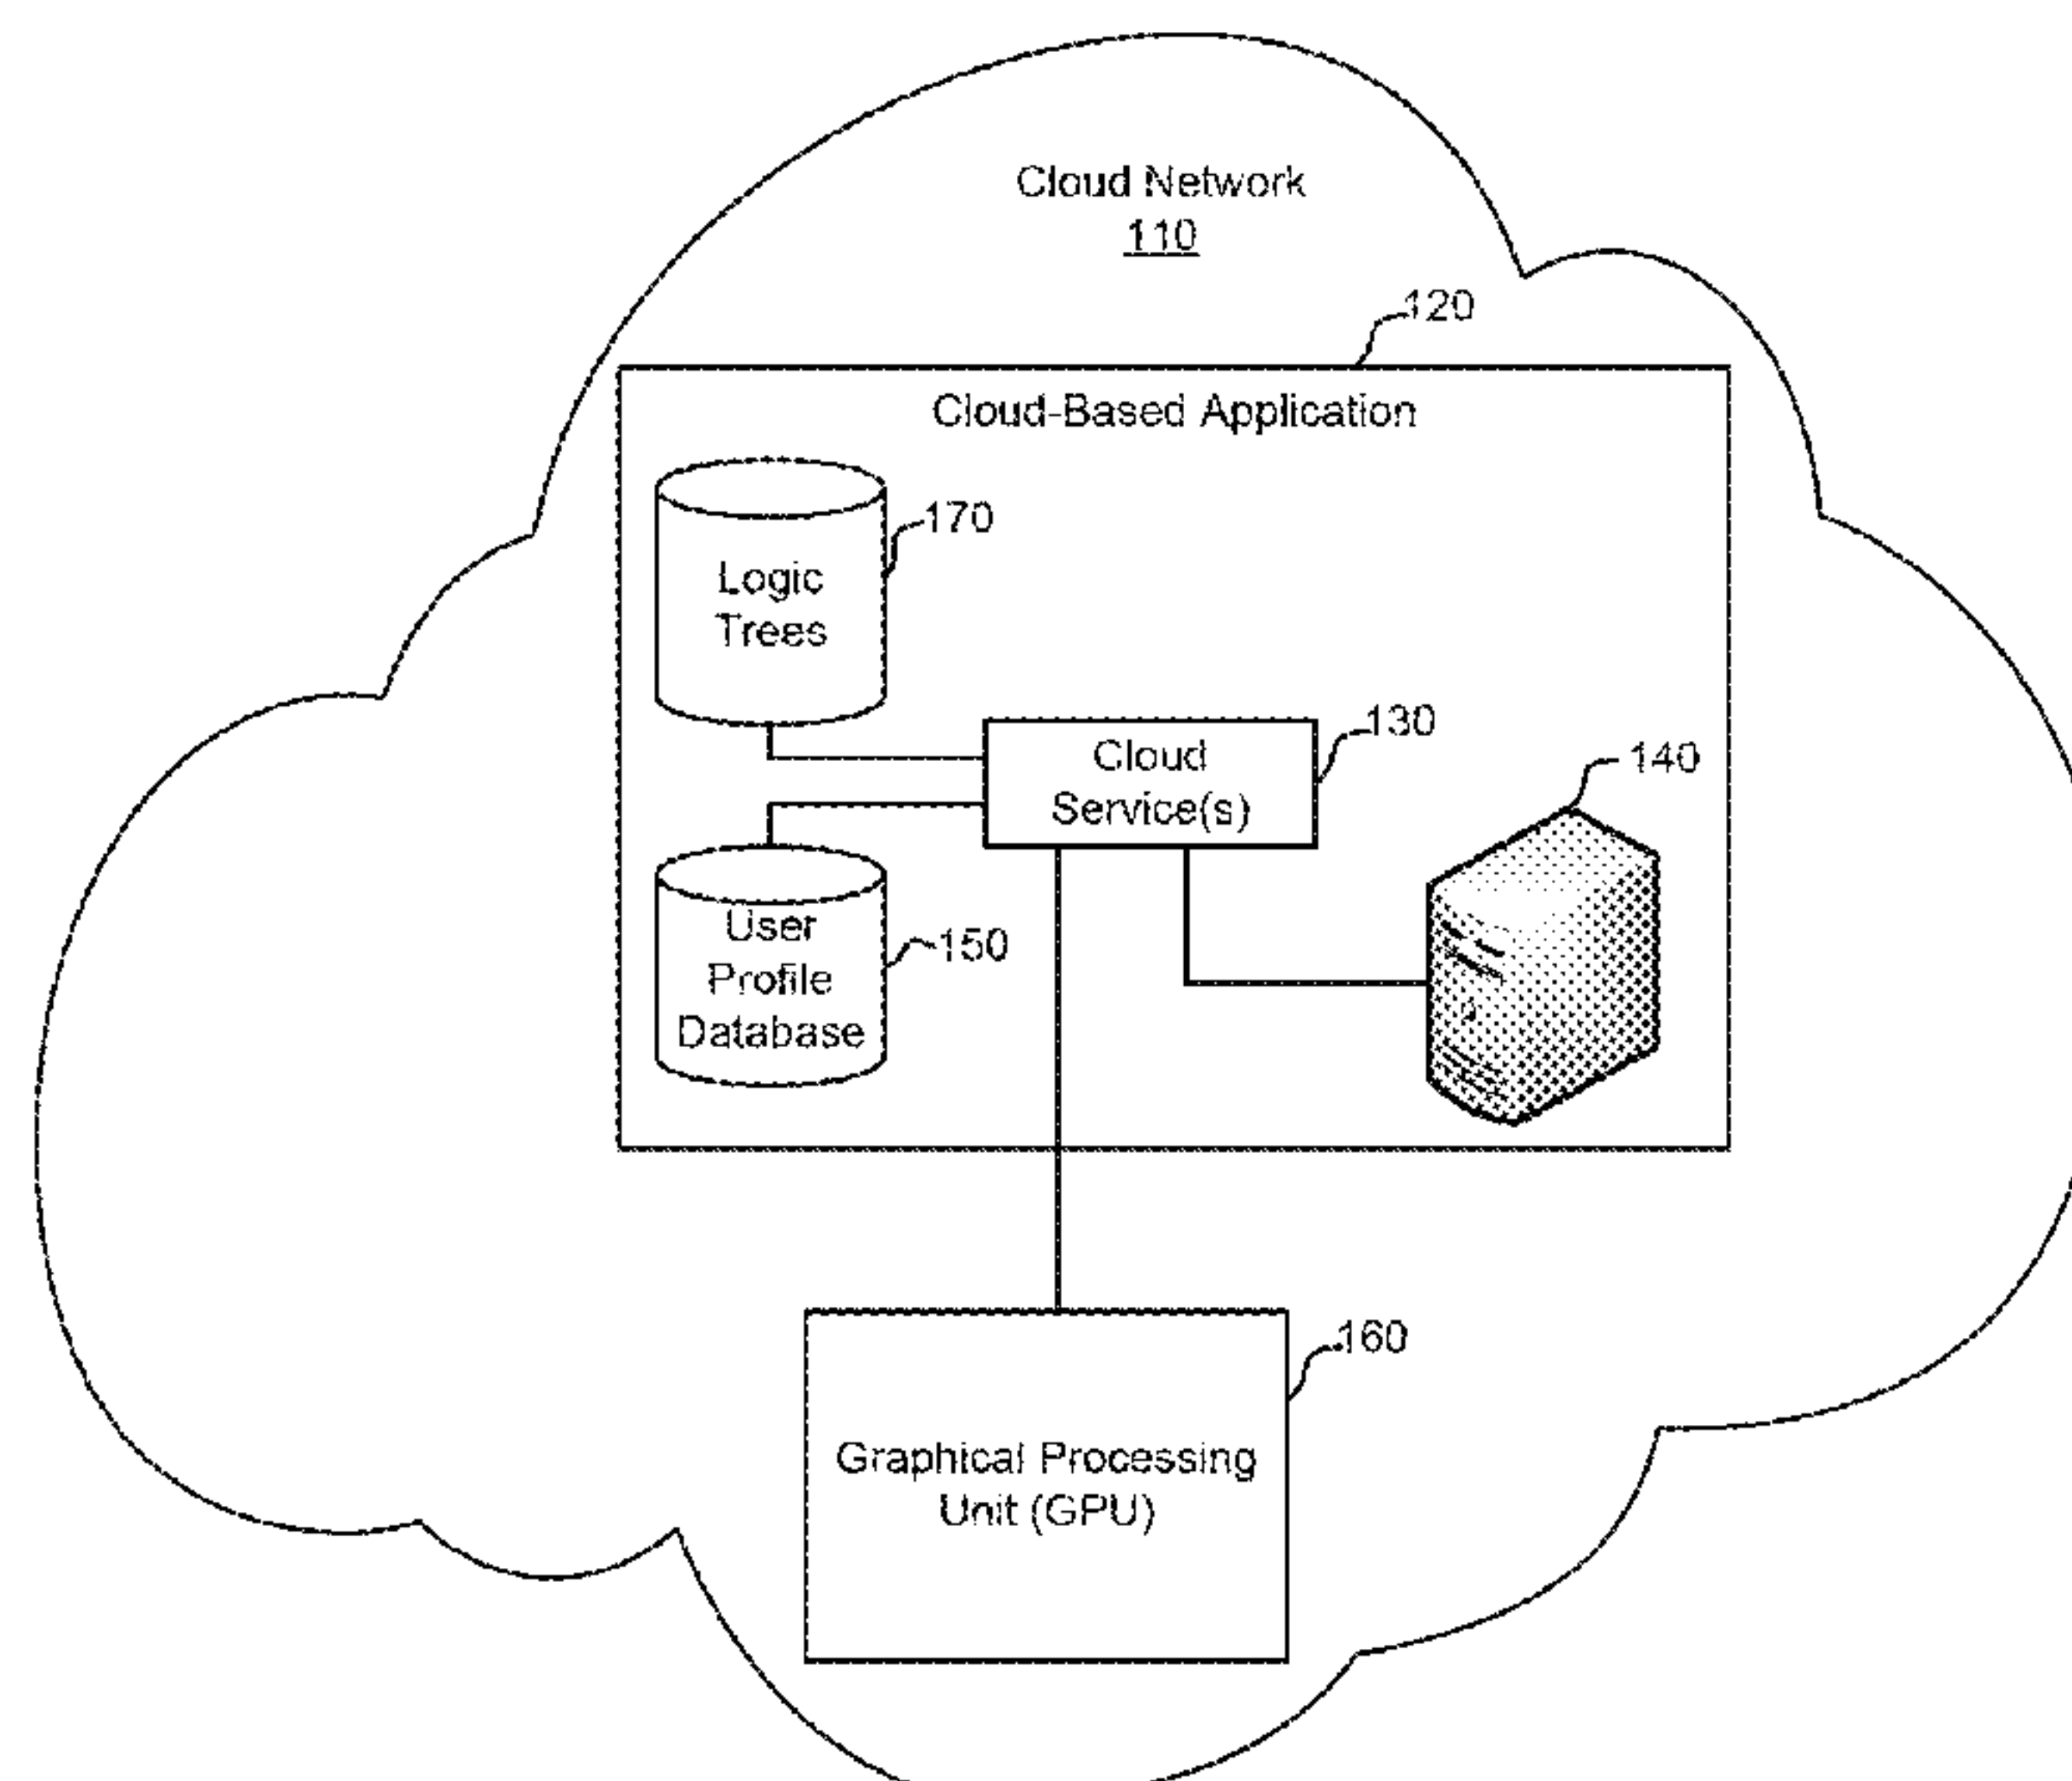 Cloud Network
110
120
Cloud-Based Application
170
Logic
Trees
130
Cloud
Service(s)
140
User
Profile
Database
150
160
Graphical Processing
Unit (GPU)